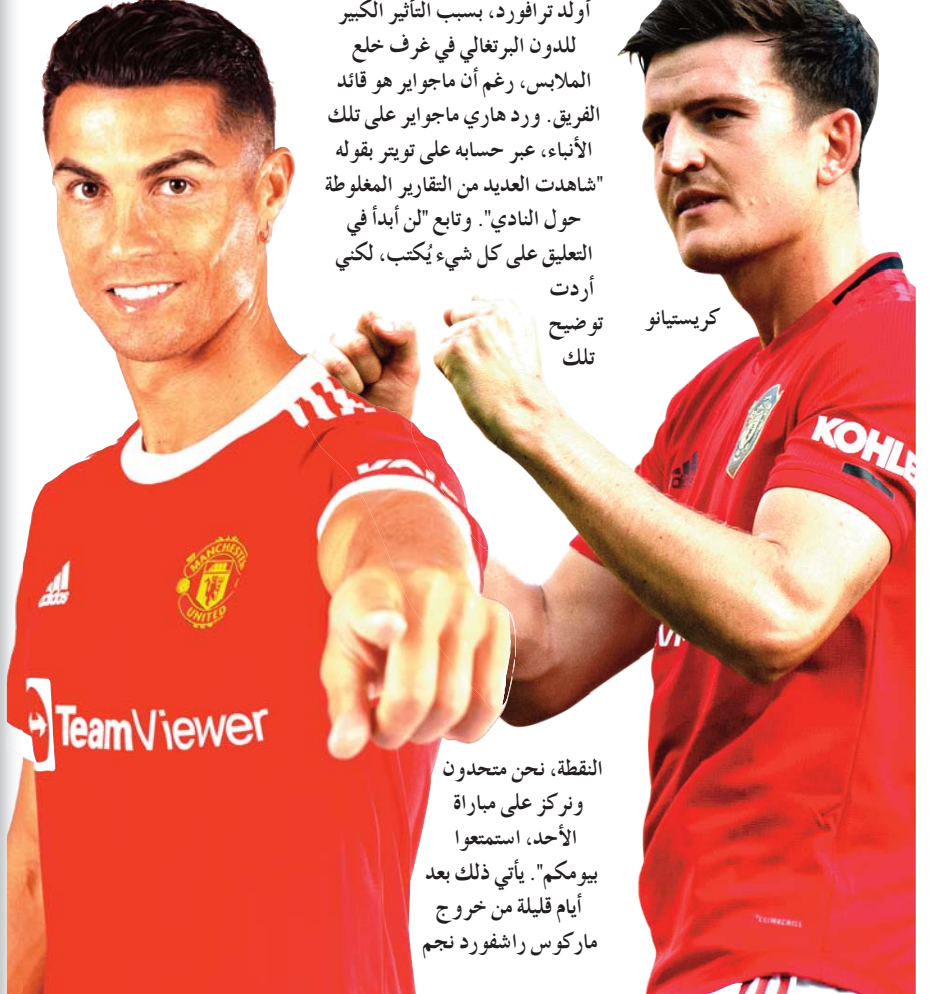 أولد ترافورد، بسبب التأثير الكبير
للدون البرتغالي في غرف خلع
الملابس، رغم أن ماجواير هو قائد
الفريق. ورد هاري ماجواير على تلك
الأنباء، عبر حسابه على تويتر بقوله
"شاهدت العديد من التقارير المغلوطة
حول النادي". وتابع "لن أبدأ في
التعليق على كل شيء يُكتب، لكني
أردت
توضيح
تلك
كريستيانو
KOHLE
adidas
MANCHESTER
UNITED
TeamViewer
النقطة، نحن متحدون
ونركز على مباراة
الأحد، استمتعوا
بيومكم". يأتي ذلك بعد
أيام قليلة من خروج
ماركوس راشفورد نجم